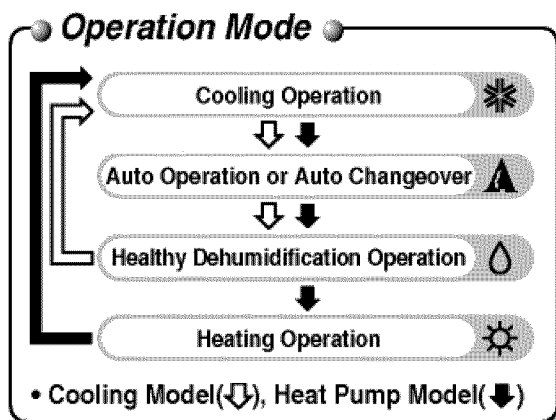 Operation Mode
Cooling Operation
Auto Operation or Auto Changeover
Healthy Dehumidification Operation
Heating Operation
• Cooling Model(⇩), Heat Pump Model(⬇)